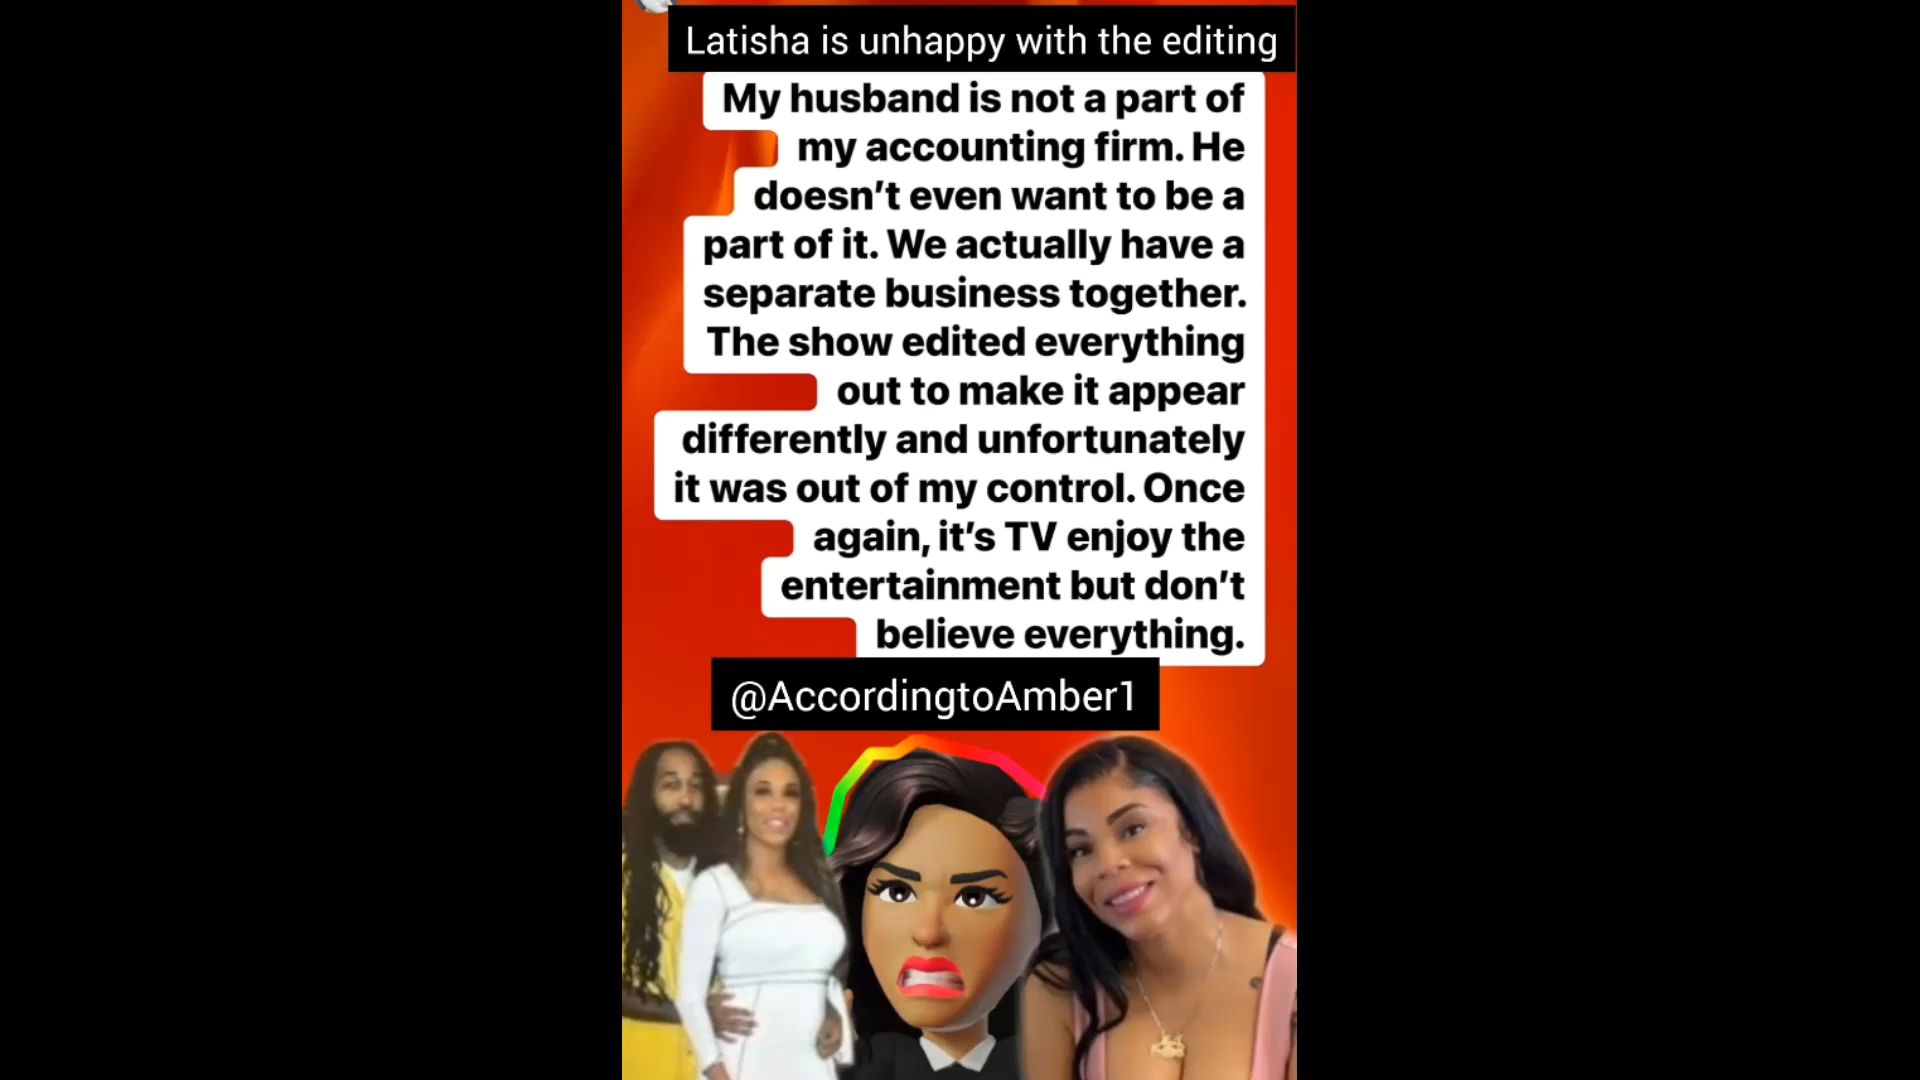 Latisha is unhappy with the editing
My husband is not a part of
my accounting firm. He
doesn't even want to be a
part of it. We actually have a
separate business together.
The show edited everything
out to make it appear
differently and unfortunately
it was out of my control. Once
again, it's TV enjoy the
entertainment but don't
believe everything.
@AccordingtoAmber1